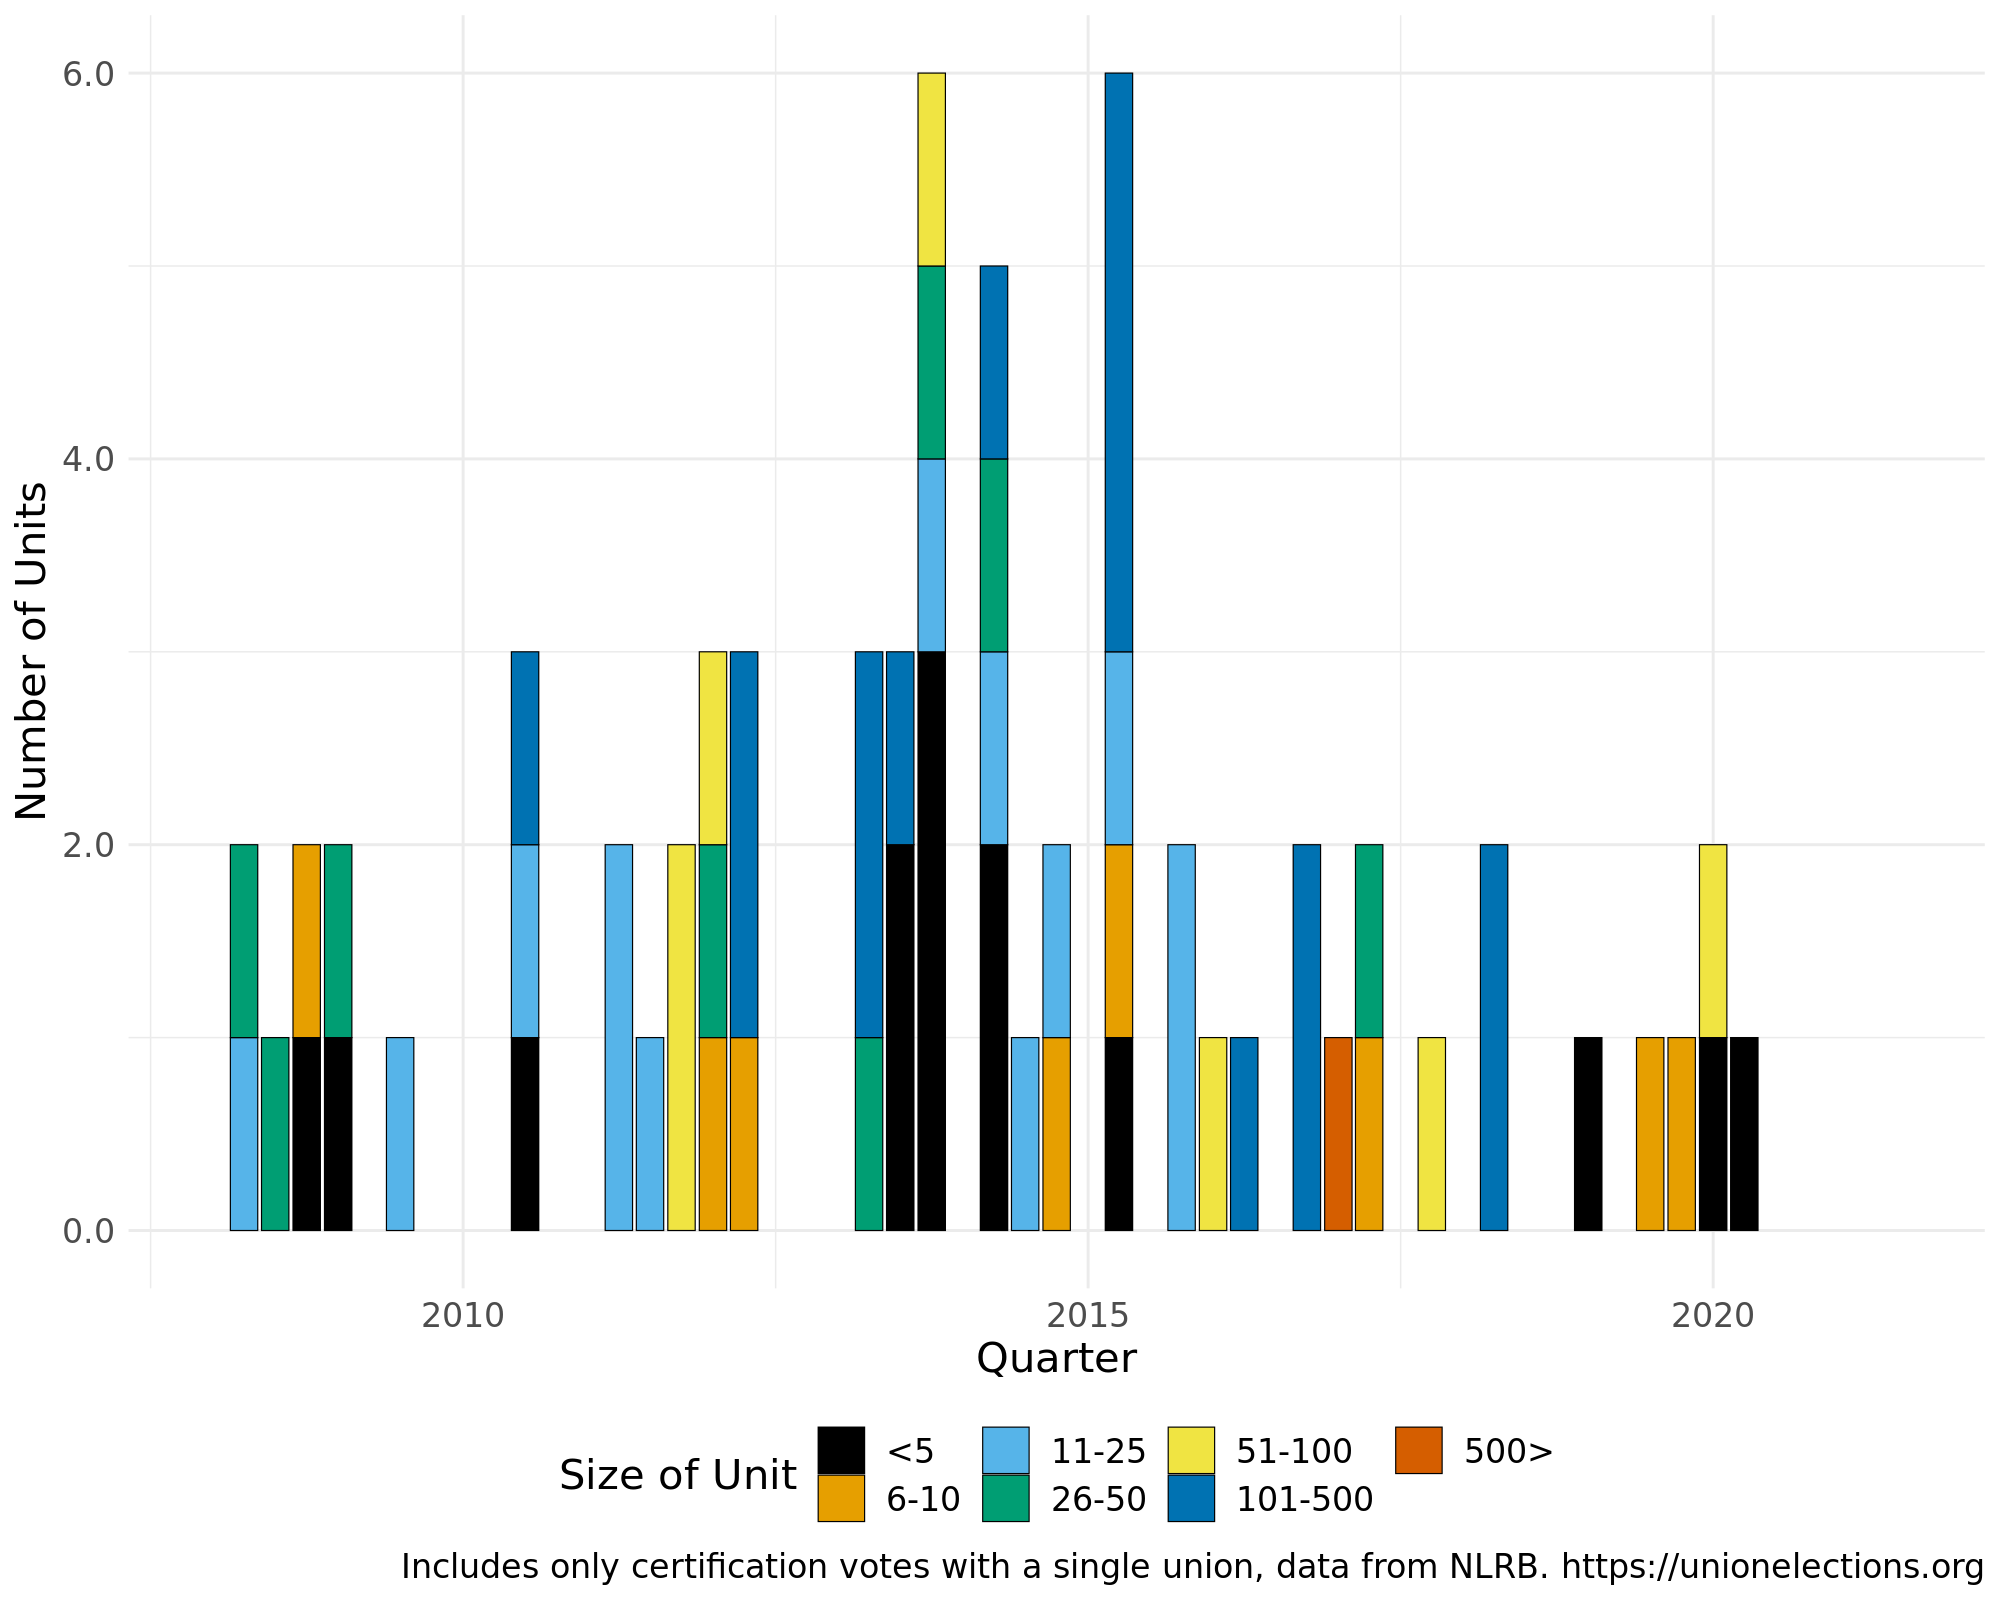 6.0
4.0
2.0
0.0
Number of Units
2010 2015 2020
Quarter
Size of Unit
<5 11-25 51-100 500>
6-10 26-50 101-500
Includes only certification votes with a single union, data from NLRB. https://unionelections.org